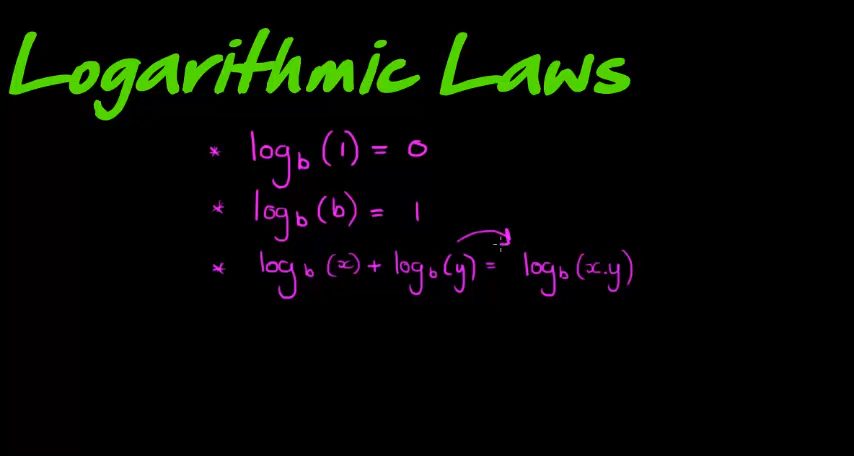 Logarithmic Laws
* log_b (1) = 0
* log_b (b) = 1
* log_b (x) + log_b (y) = log_b (x.y)